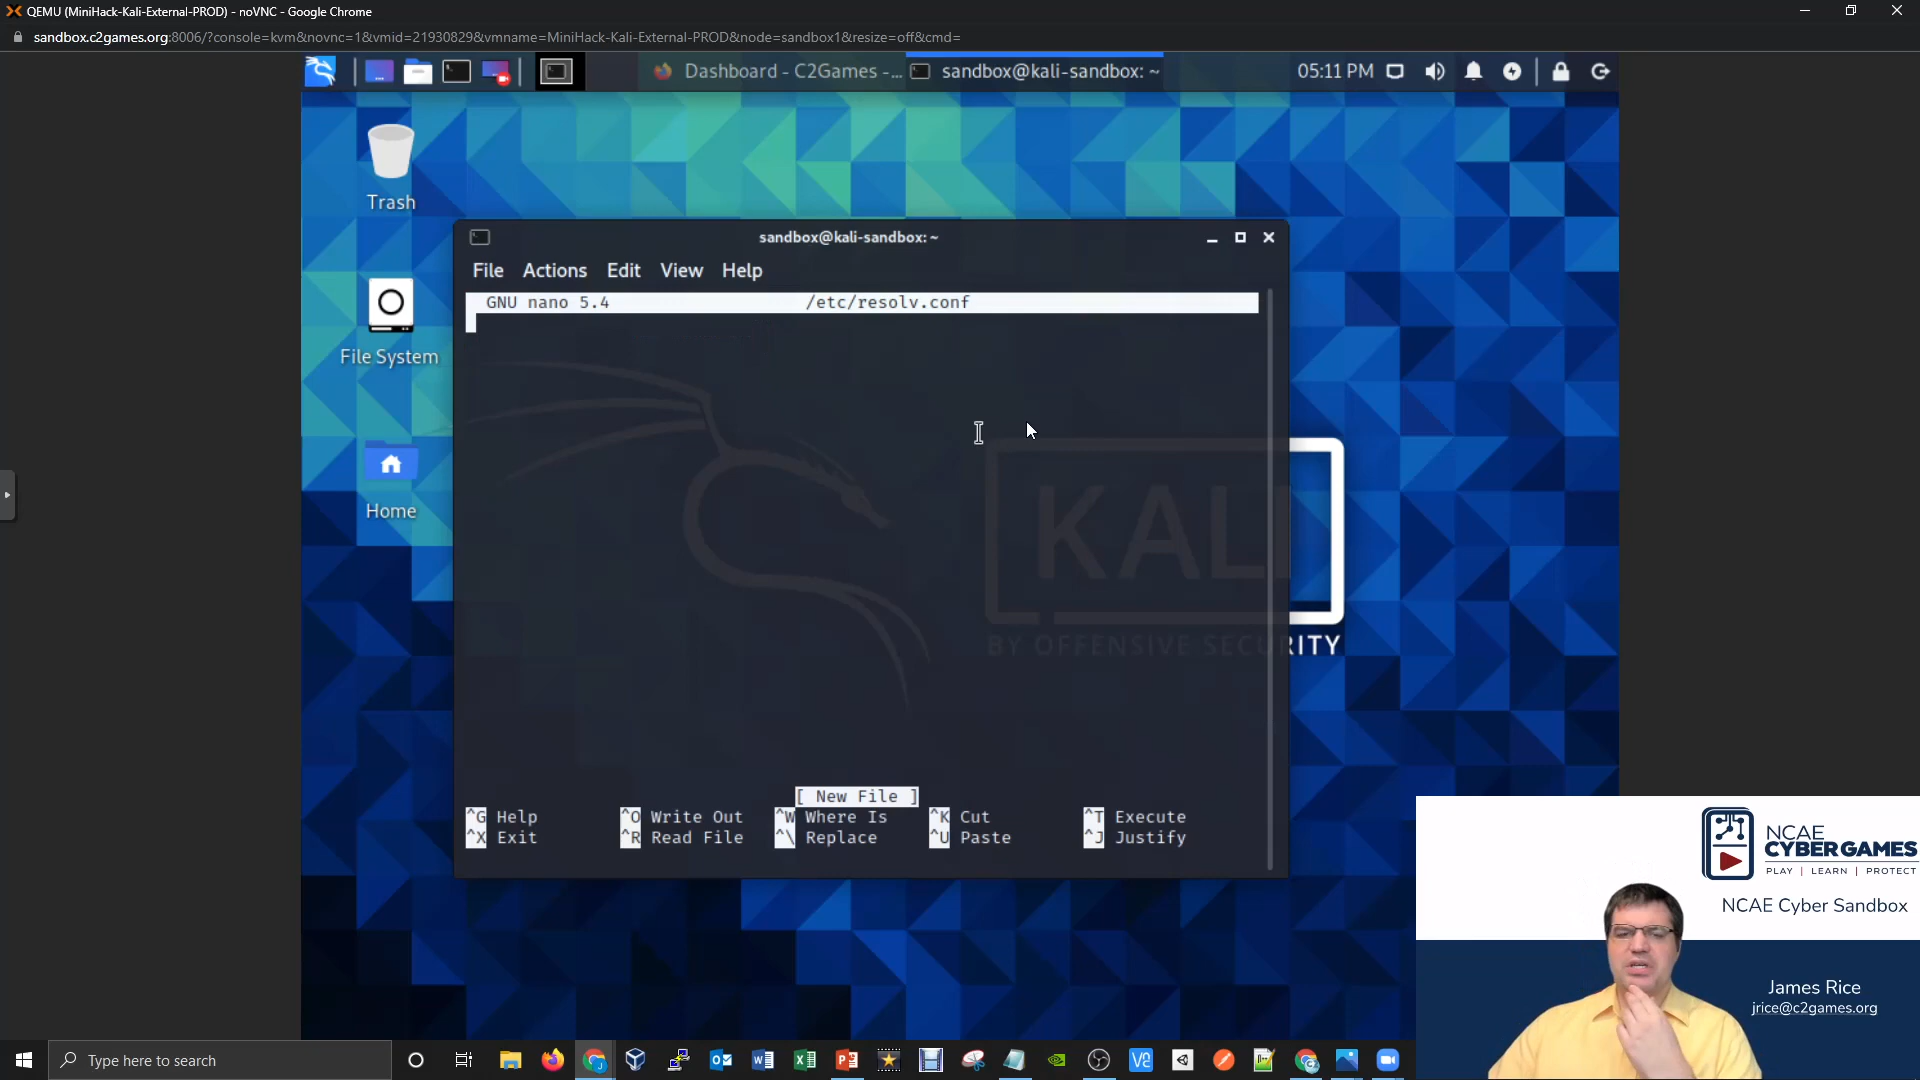 QEMU (MiniHack-Kali-External-PROD) - noVNC - Google Chrome
sandbox.c2games.org:8006/?console=kvm&novnc=1&vmid=21930829&vmname=MiniHack-Kali-External-PROD&node=sandbox1&resize=off&cmd=
Dashboard - C2Games -...
sandbox@kali-sandbox: ~
05:11 PM
Trash
File System
Home
sandbox@kali-sandbox: ~
File Actions Edit View Help
GNU nano 5.4 /etc/resolv.conf
KALI
BY OFFENSIVE SECURITY
[ New File ]
^G Help ^O Write Out ^W Where Is ^K Cut ^T Execute
^X Exit ^R Read File ^\ Replace ^U Paste ^J Justify
NCAE
CYBERGAMES
PLAY | LEARN | PROTECT
NCAE Cyber Sandbox
James Rice
jrice@c2games.org
Type here to search